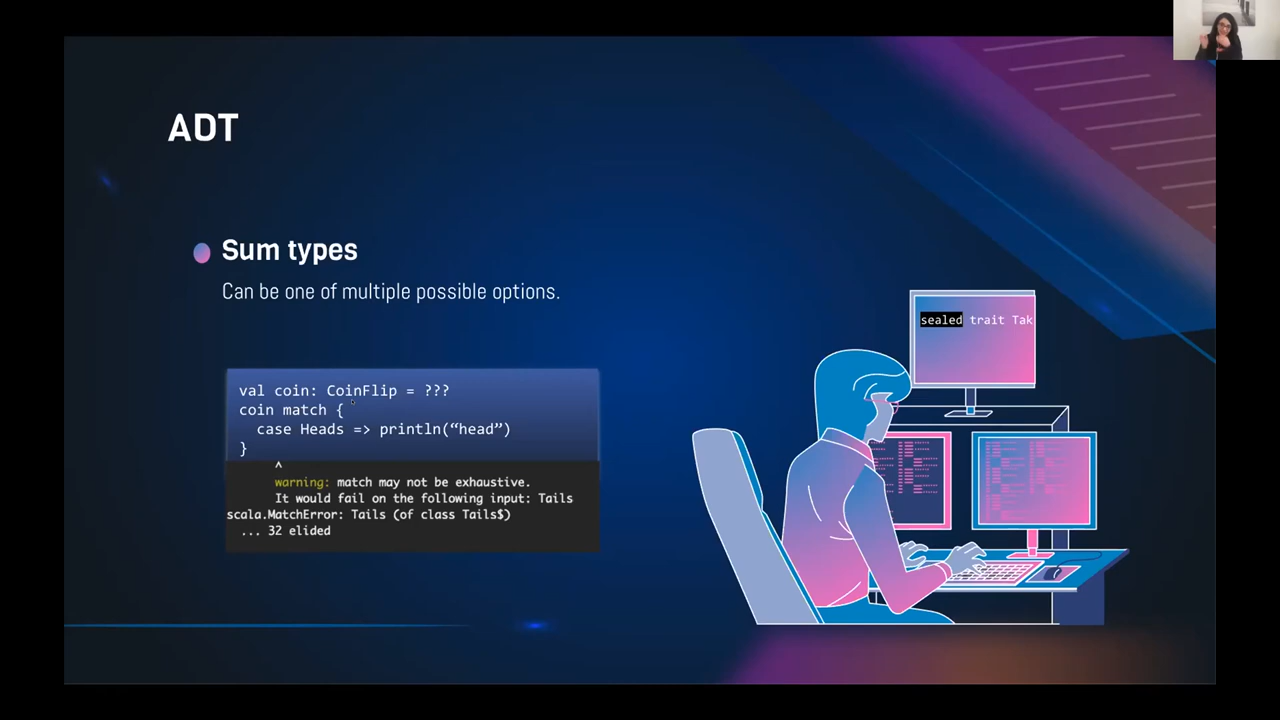 ADT
Sum types
Can be one of multiple possible options.
val coin: CoinFlip = ???
coin match {
case Heads => println(“head”)
}
^
warning: match may not be exhaustive.
It would fail on the following input: Tails
scala.MatchError: Tails (of class Tails$)
... 32 elided
sealed trait Tak